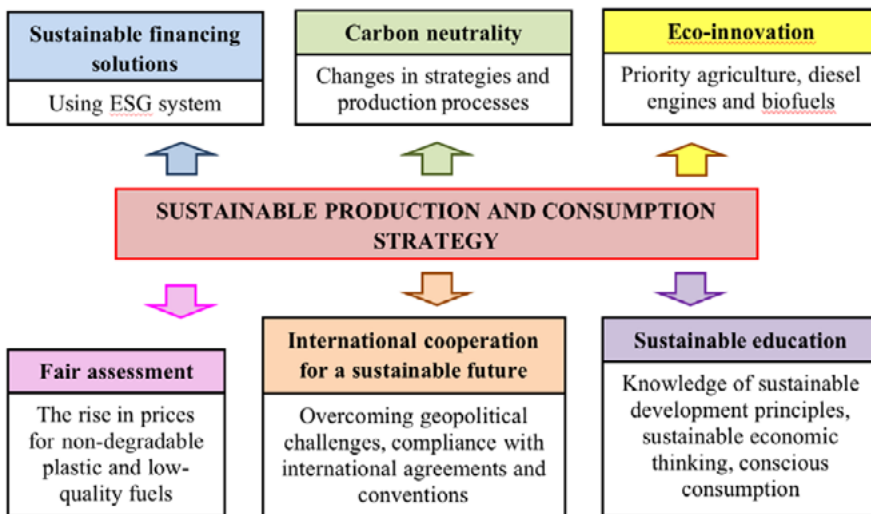 Sustainable financing
solutions
Using ESG system
Carbon neutrality
Changes in strategies and
production processes
Eco-innovation
Priority agriculture, diesel
engines and biofuels
SUSTAINABLE PRODUCTION AND CONSUMPTION
STRATEGY
Fair assessment
The rise in prices
for non-degradable
plastic and low-
quality fuels
International cooperation
for a sustainable future
Overcoming geopolitical
challenges, compliance with
international agreements and
conventions
Sustainable education
Knowledge of sustainable
development principles,
sustainable economic
thinking, conscious
consumption